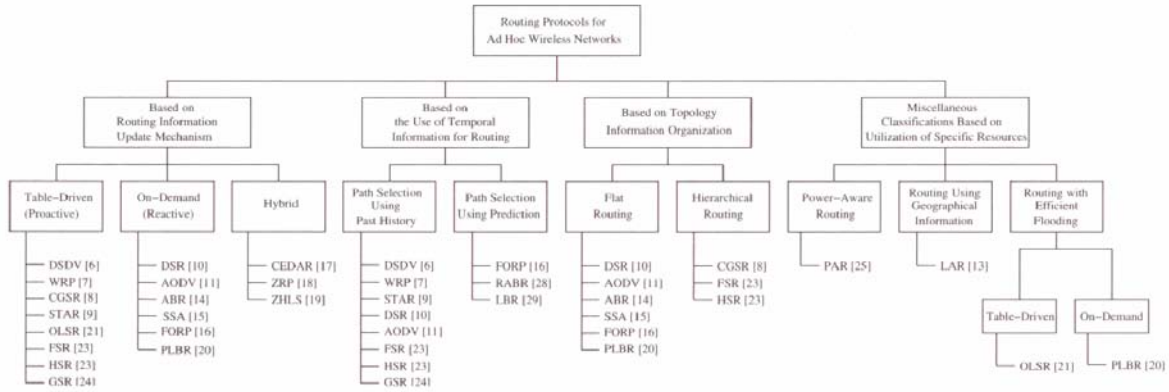 Routing Protocols for
Ad Hoc Wireless Networks
Based on
Routing Information
Update Mechanism
Based on
the Use of Temporal
Information for Routing
Based on Topology
Information Organization
Miscellaneous
Classifications Based on
Utilization of Specific Resources
Table-Driven
(Proactive)
On-Demand
(Reactive)
Hybrid
Path Selection
Using
Past History
Path Selection
Using Prediction
Flat
Routing
Hierarchical
Routing
Power-Aware
Routing
Routing Using
Geographical
Information
Routing with
Efficient
Flooding
DSDV [6]
WRP [7]
CGSR [8]
STAR [9]
OLSR [21]
FSR [23]
HSR [23]
GSR [24]
DSR [10]
AODV [11]
ABR [14]
SSA [15]
FORP [16]
PLBR [20]
CEDAR [17]
ZRP [18]
ZHLS [19]
DSDV [6]
WRP [7]
STAR [9]
DSR [10]
AODV [11]
FSR [23]
HSR [23]
GSR [24]
FORP [16]
RABR [28]
LBR [29]
DSR [10]
AODV [11]
ABR [14]
SSA [15]
FORP [16]
PLBR [20]
CGSR [8]
FSR [23]
HSR [23]
PAR [25]
LAR [13]
Table-Driven
On-Demand
OLSR [21]
PLBR [20]